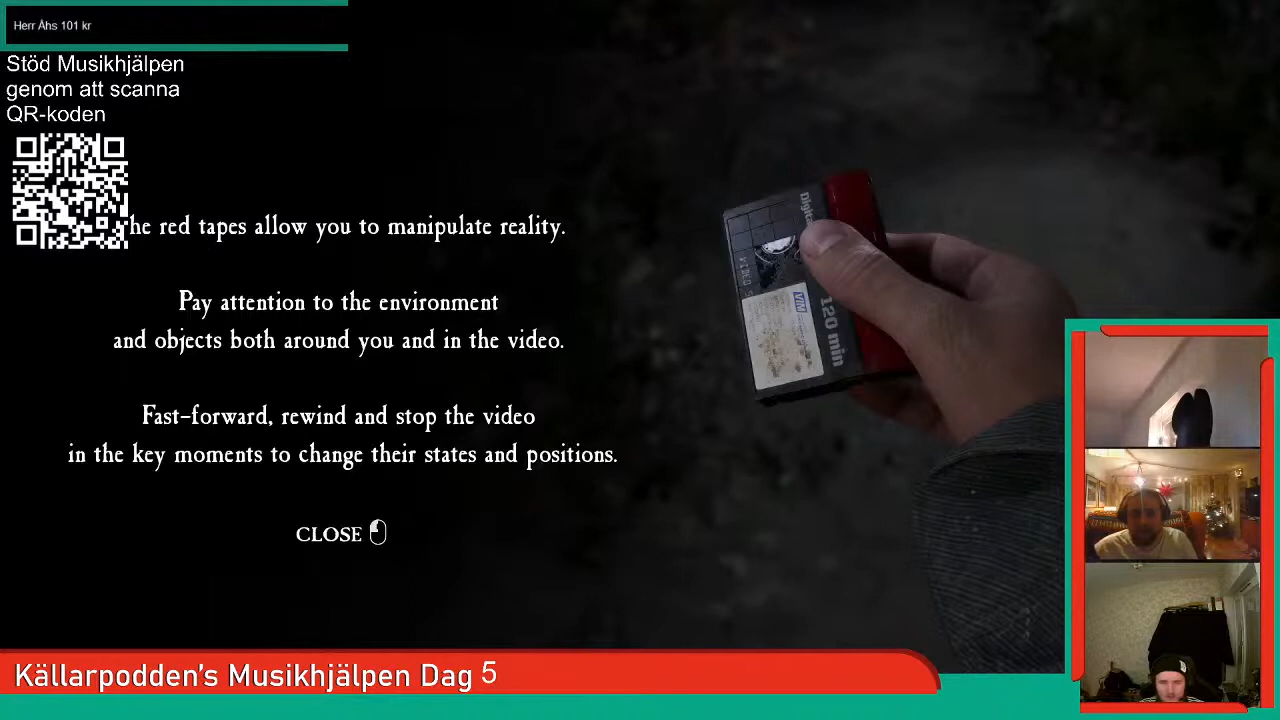 Herr Åhs 101 kr
Stöd Musikhjälpen
genom att scanna
QR-koden
he red tapes allow you to manipulate reality.
Pay attention to the environment
and objects both around you and in the video.
Fast-forward, rewind and stop the video
in the key moments to change their states and positions.
CLOSE
Digita
VIDEO
VIM
120 min
Källarpodden's Musikhjälpen Dag 5